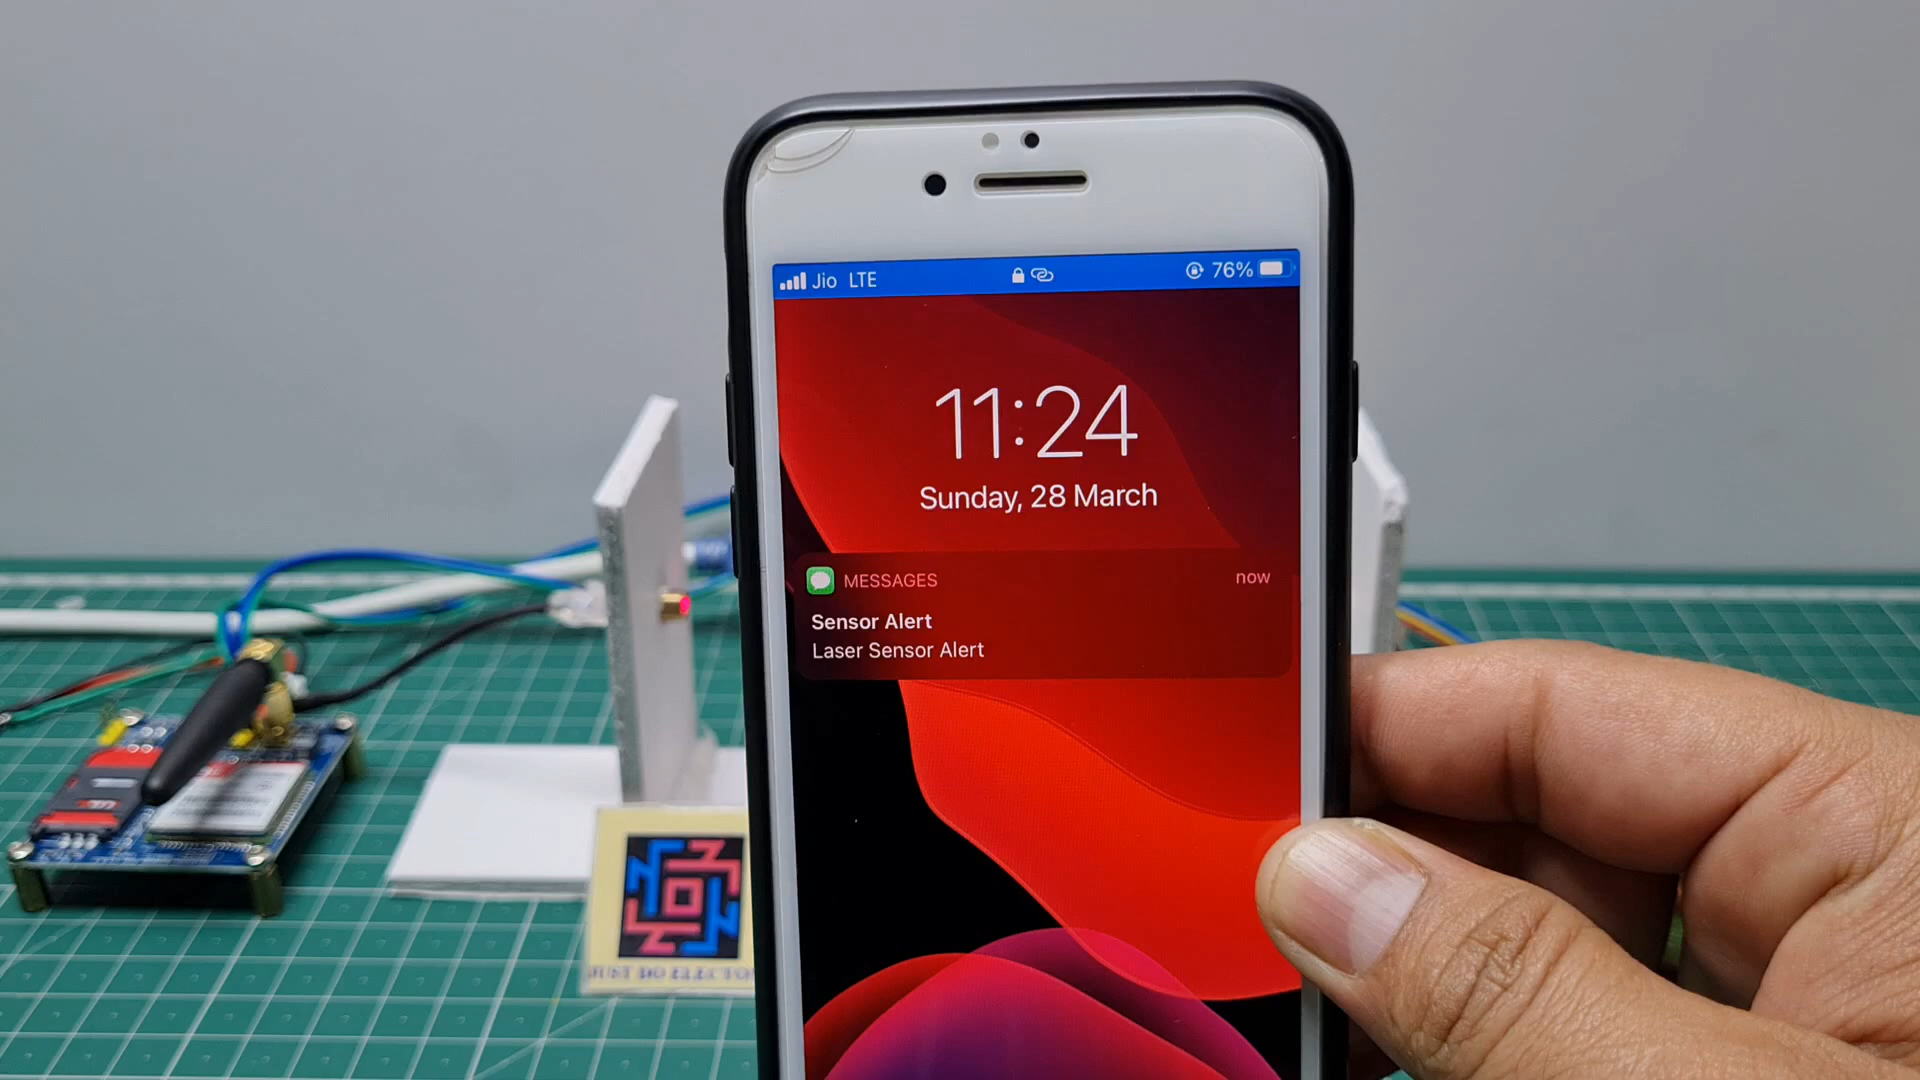 Jio LTE
76%
11:24
Sunday, 28 March
MESSAGES
now
Sensor Alert
Laser Sensor Alert